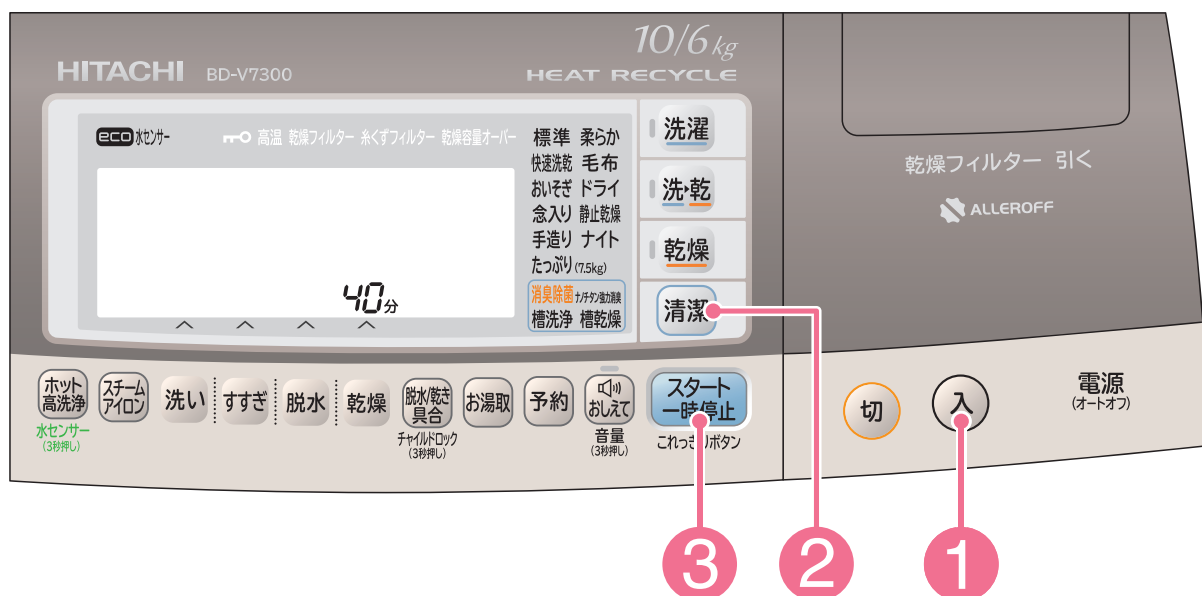 10/6 kg
HITACHI BD-V7300
HEAT RECYCLE
eco水センサー
高温 乾燥フィルター 糸くずフィルター 乾燥容量オーバー
標準 柔らか
快速洗乾 毛布
おいそぎ ドライ
念入り 静止乾燥
手造り ナイト
たっぷり(7.5kg)
消臭除菌 ナノチタン強力消臭
槽洗浄 槽乾燥
40分
洗濯
洗・乾
乾燥
清潔
乾燥フィルター 引く
ALLEROFF
ホット高洗浄
水センサー
(3秒押し)
スチームアイロン
洗い
すすぎ
脱水
乾燥
脱水/乾き具合
チャイルドロック
(3秒押し)
お湯取
予約
おしえて
音量
(3秒押し)
スタート
一時停止
これっきりボタン
切
入
電源
(オートオフ)
3
2
1